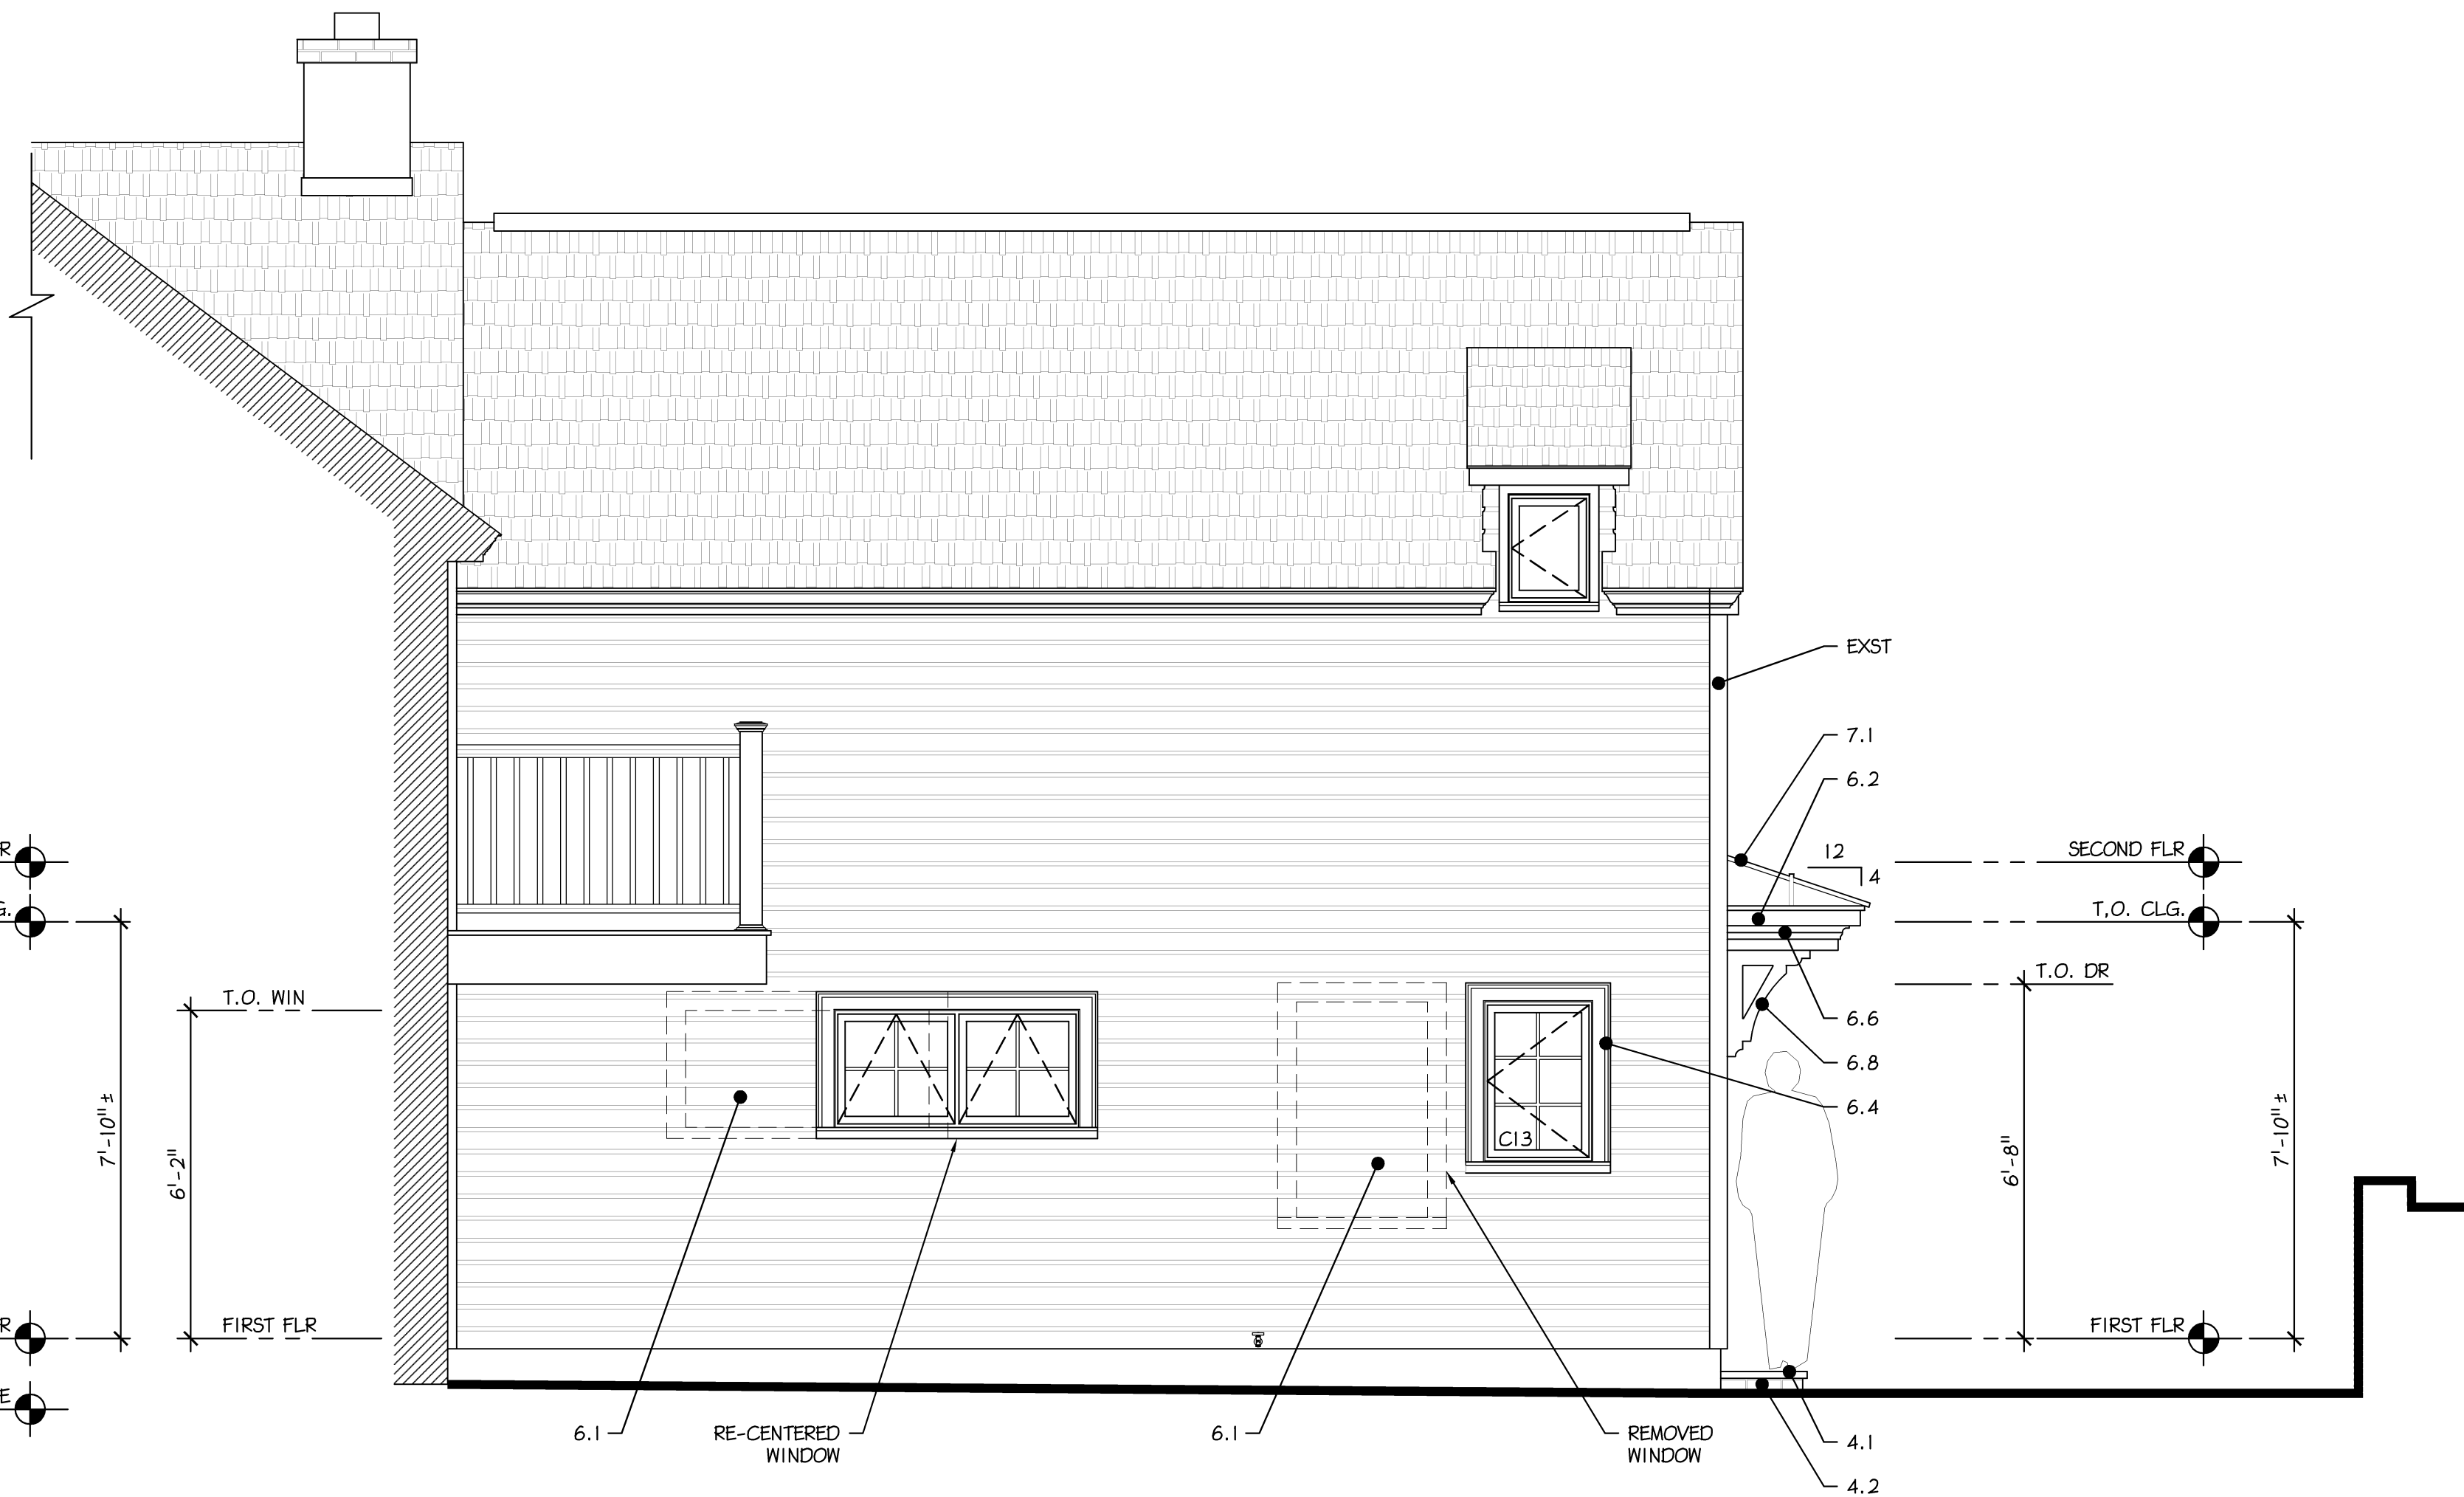 EXST
7.1
6.2
12
4
R
SECOND FLR
G.
T,O. CLG.
T.O. DR
T.O. WIN
6.6
6.8
6.4
7'-10"±
6'-2"
C13
6'-8"
7'-10"±
R
FIRST FLR
FIRST FLR
E
6.1
RE-CENTERED
WINDOW
6.1
REMOVED
WINDOW
4.1
4.2